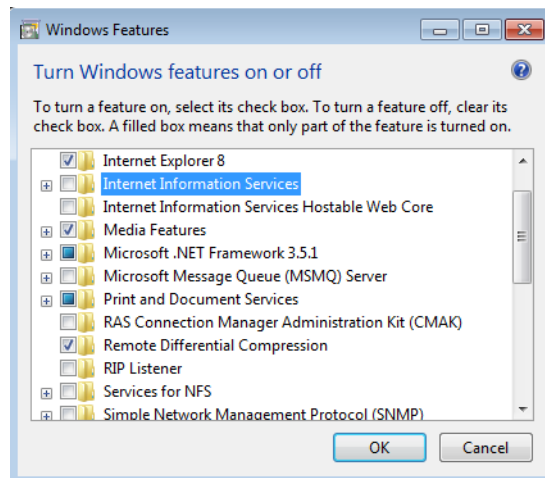 Windows Features
Turn Windows features on or off
To turn a feature on, select its check box. To turn a feature off, clear its
check box. A filled box means that only part of the feature is turned on.
Internet Explorer 8
Internet Information Services
Internet Information Services Hostable Web Core
Media Features
Microsoft .NET Framework 3.5.1
Microsoft Message Queue (MSMQ) Server
Print and Document Services
RAS Connection Manager Administration Kit (CMAK)
Remote Differential Compression
RIP Listener
Services for NFS
Simple Network Management Protocol (SNMP)
OK Cancel